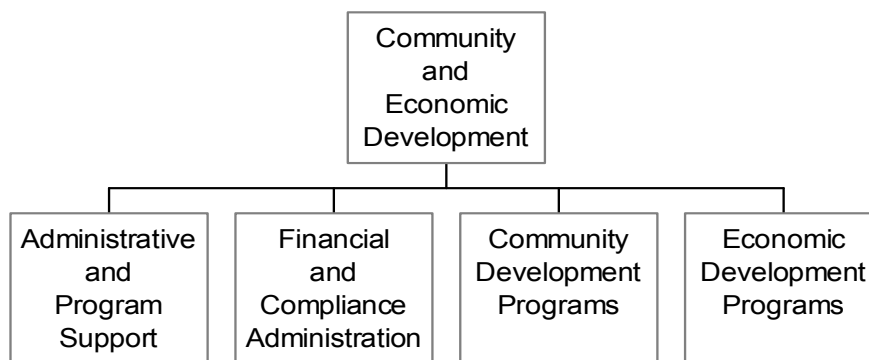 Community
and
Economic
Development
Administrative
and
Program
Support
Financial
and
Compliance
Administration
Community
Development
Programs
Economic
Development
Programs